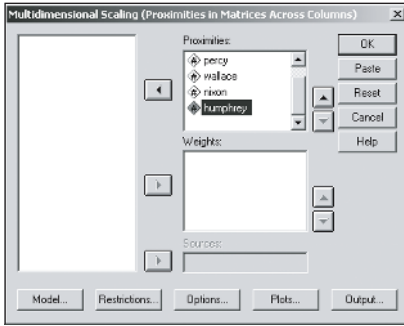 Multidimensional Scaling (Proximities in Matrices Across Columns)
Proximities:
percy
wallace
nixon
humphrey
Weights:
Sources:
OK
Paste
Reset
Cancel
Help
Model...
Restrictions...
Options...
Plots...
Output...